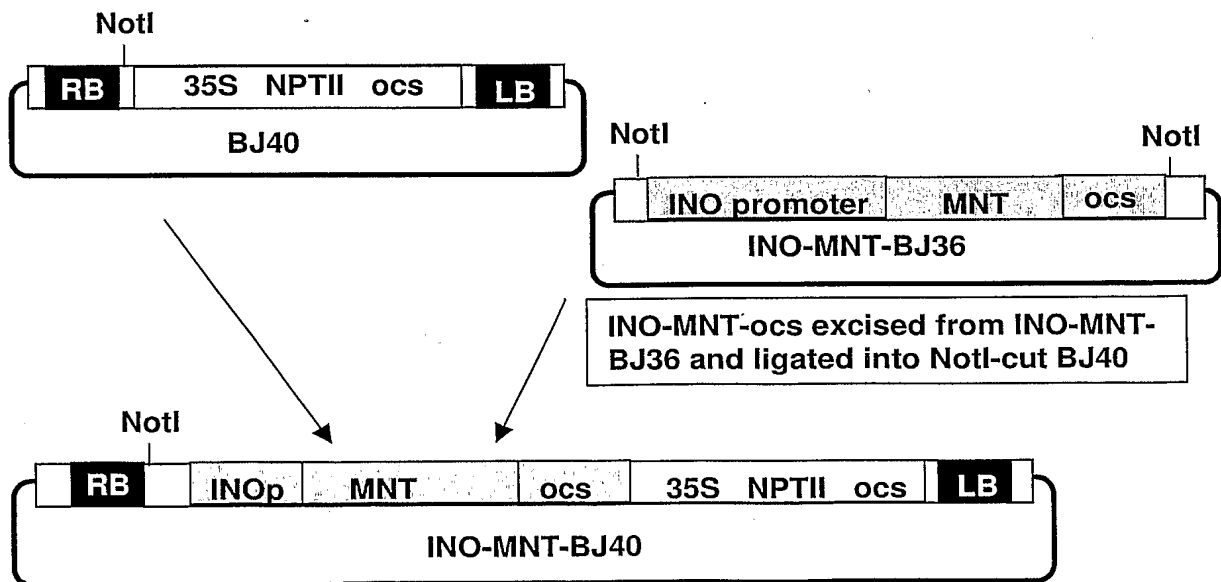 NotI
RB 35S NPTII ocs LB
BJ40
NotI NotI
INO promoter MNT ocs
INO-MNT-BJ36
INO-MNT-ocs excised from INO-MNT-
BJ36 and ligated into NotI-cut BJ40
NotI
RB INOp MNT ocs 35S NPTII ocs LB
INO-MNT-BJ40